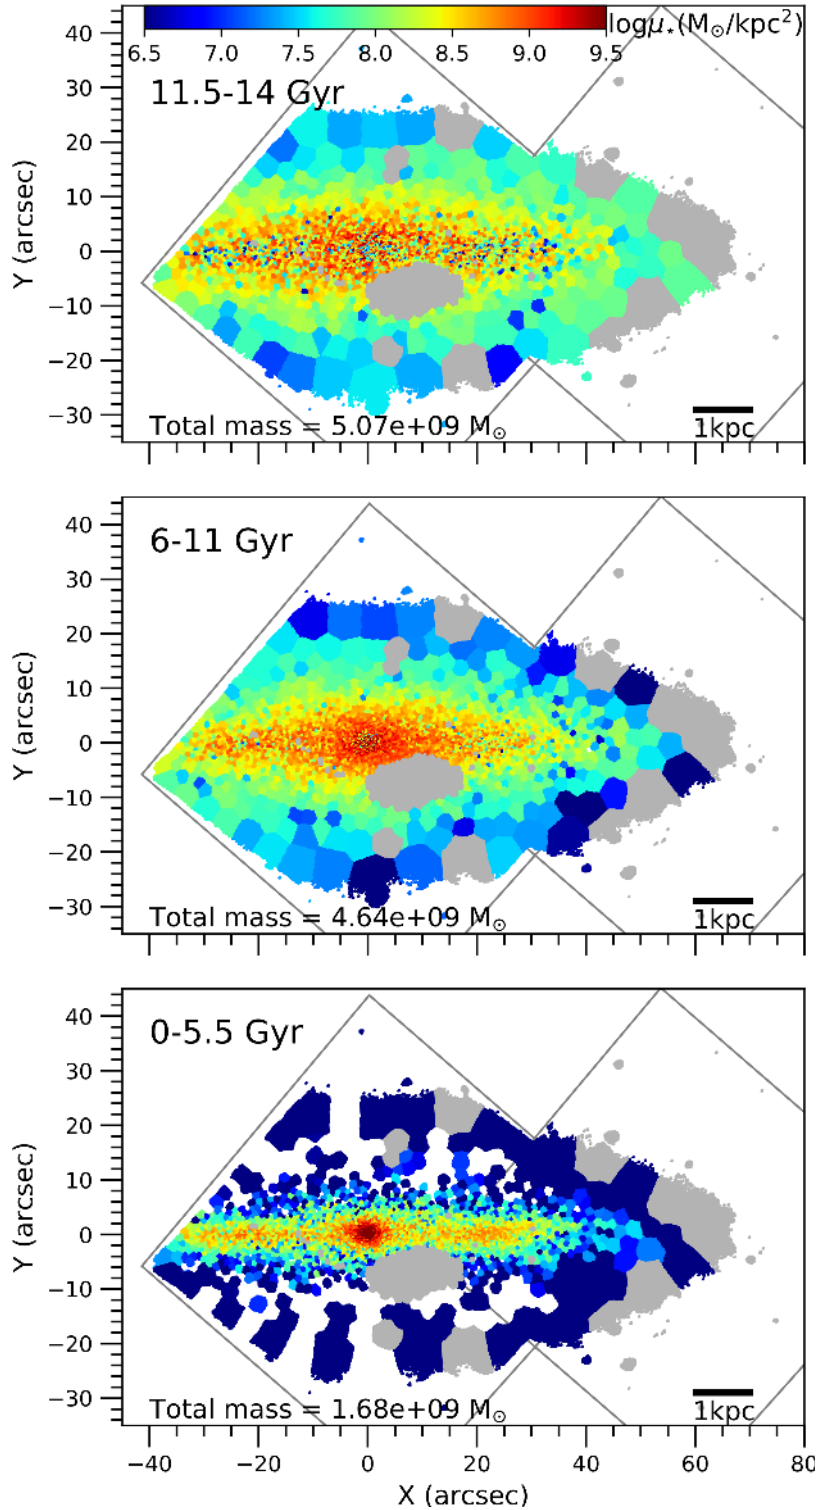 logμ⋆(M⊙/kpc²)
6.5 7.0 7.5 8.0 8.5 9.0 9.5
11.5-14 Gyr
40
30
20
10
0
−10
−20
−30
Y (arcsec)
Total mass = 5.07e+09 M⊙
1kpc
6-11 Gyr
40
30
20
10
0
−10
−20
−30
Y (arcsec)
Total mass = 4.64e+09 M⊙
1kpc
0-5.5 Gyr
40
30
20
10
0
−10
−20
−30
Y (arcsec)
Total mass = 1.68e+09 M⊙
1kpc
−40 −20 0 20 40 60 80
X (arcsec)